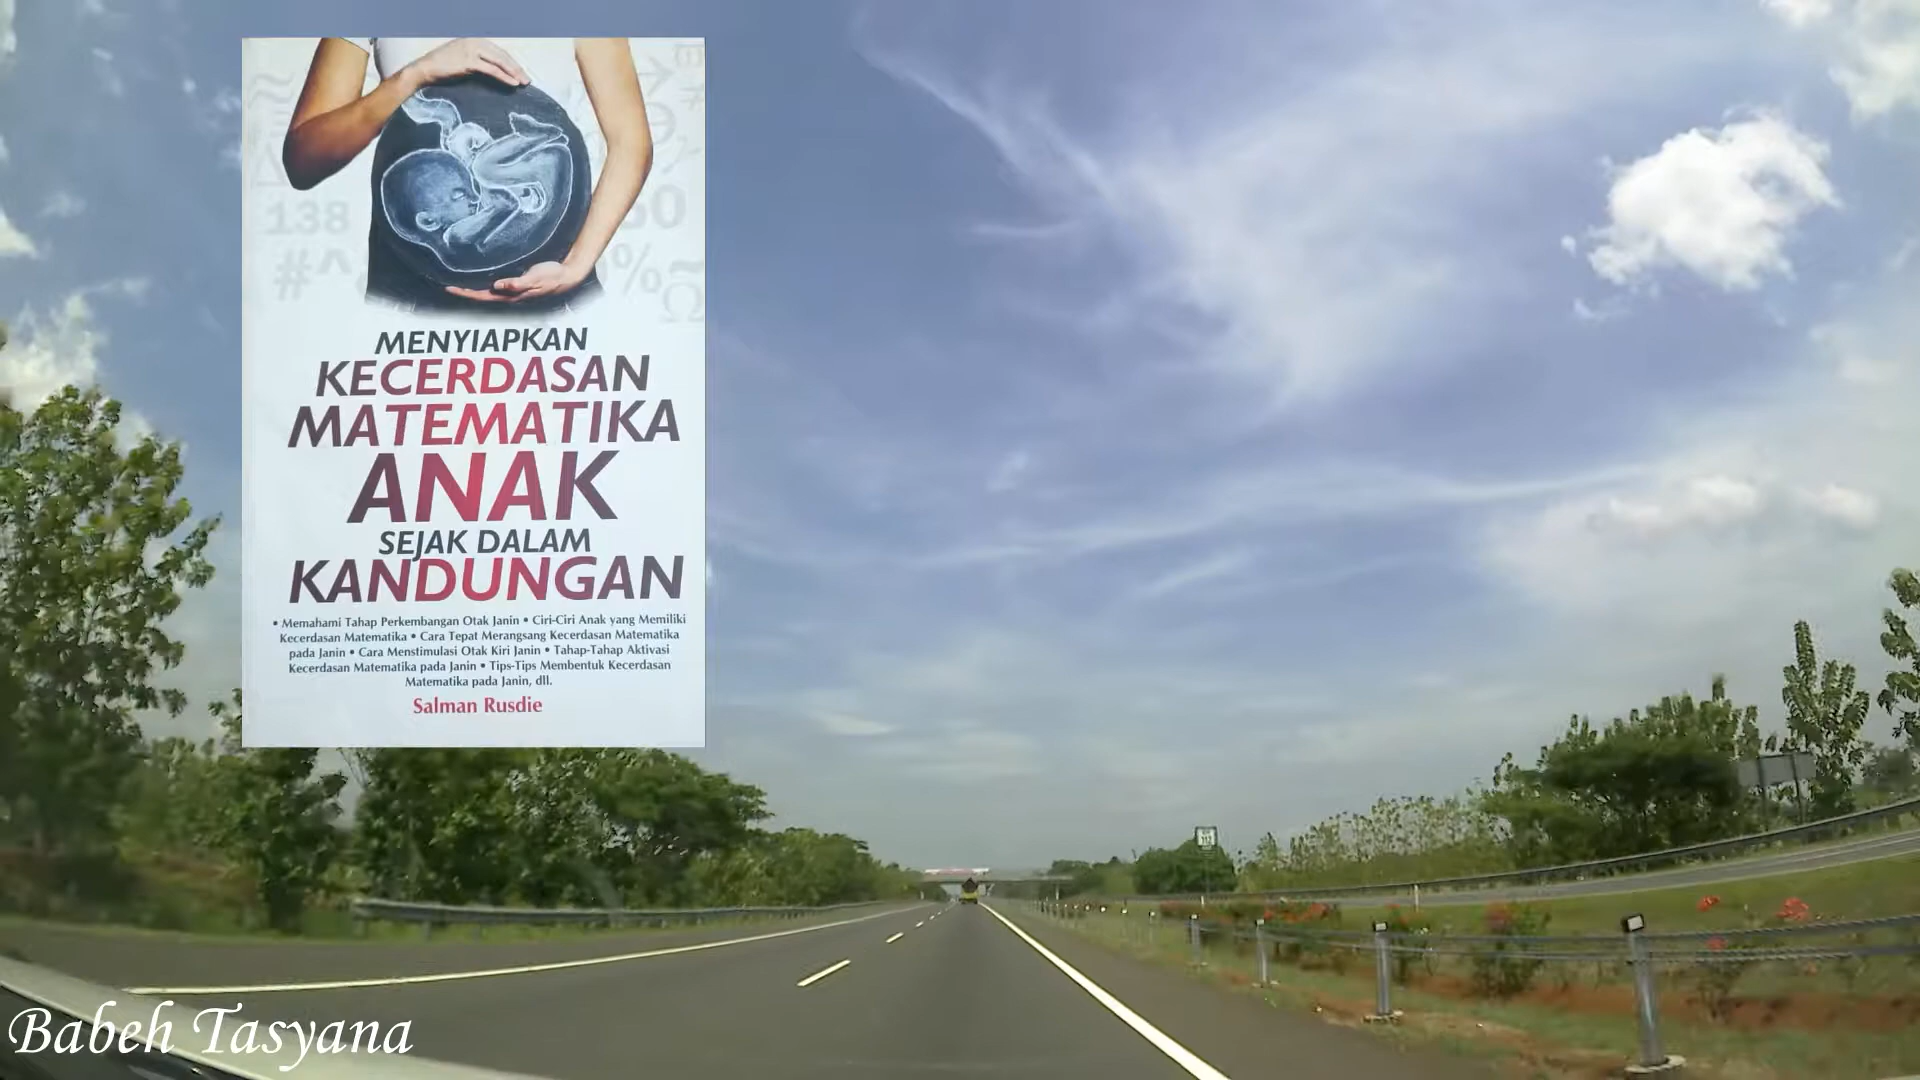 138
#^
%
MENYIAPKAN
KECERDASAN
MATEMATIKA
ANAK
SEJAK DALAM
KANDUNGAN
• Memahami Tahap Perkembangan Otak Janin • Ciri-Ciri Anak yang Memiliki
Kecerdasan Matematika • Cara Tepat Merangsang Kecerdasan Matematika
pada Janin • Cara Menstimulasi Otak Kiri Janin • Tahap-Tahap Aktivasi
Kecerdasan Matematika pada Janin • Tips-Tips Membentuk Kecerdasan
Matematika pada Janin, dll.
Salman Rusdie
Babeh Tasyana